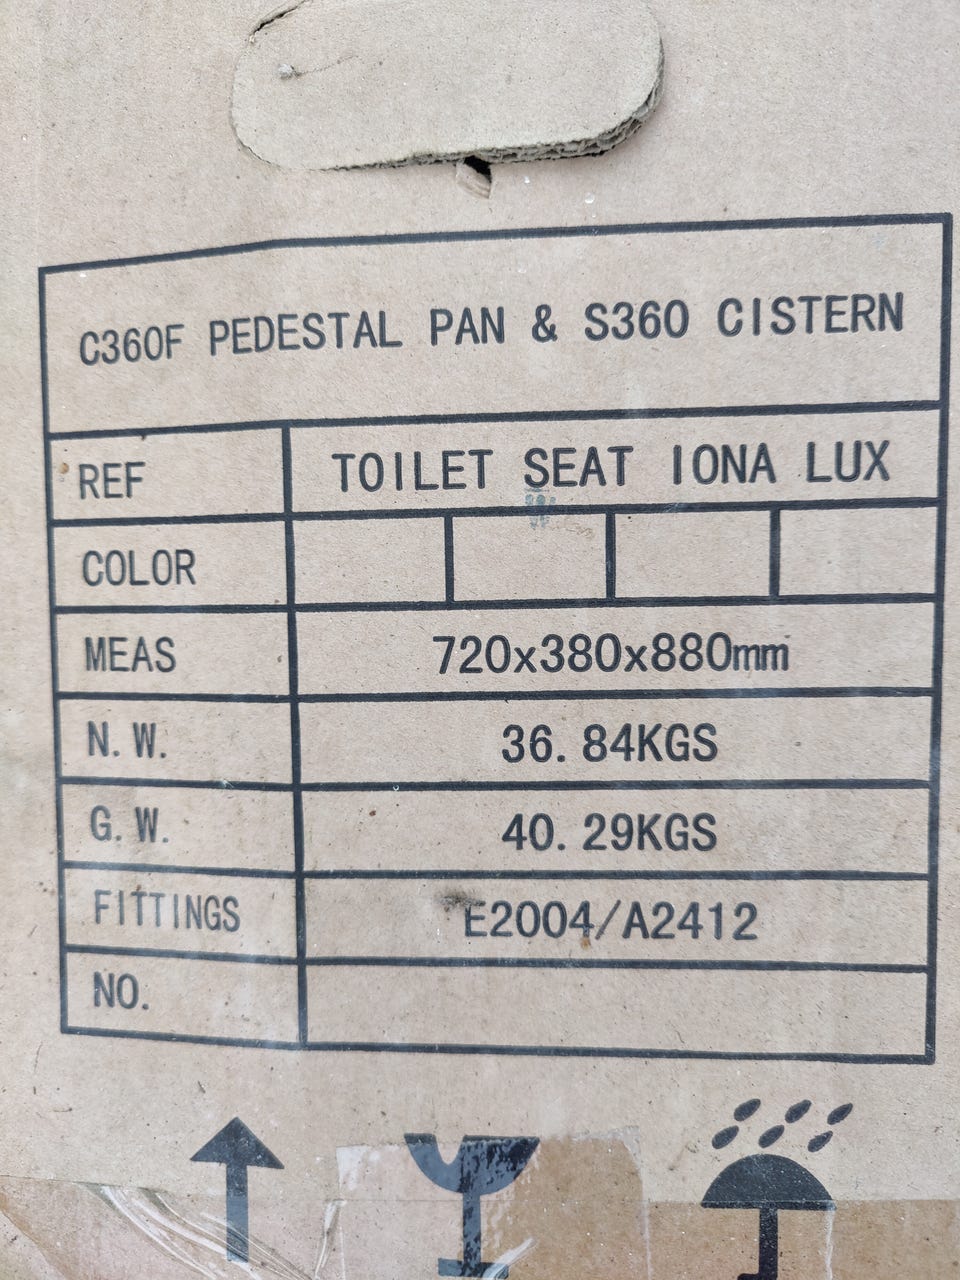 C360F PEDESTAL PAN & S360 CISTERN
REF TOILET SEAT IONA LUX
COLOR
MEAS 720x380x880mm
N.W. 36.84KGS
G.W. 40.29KGS
FITTINGS E2004/A2412
NO.